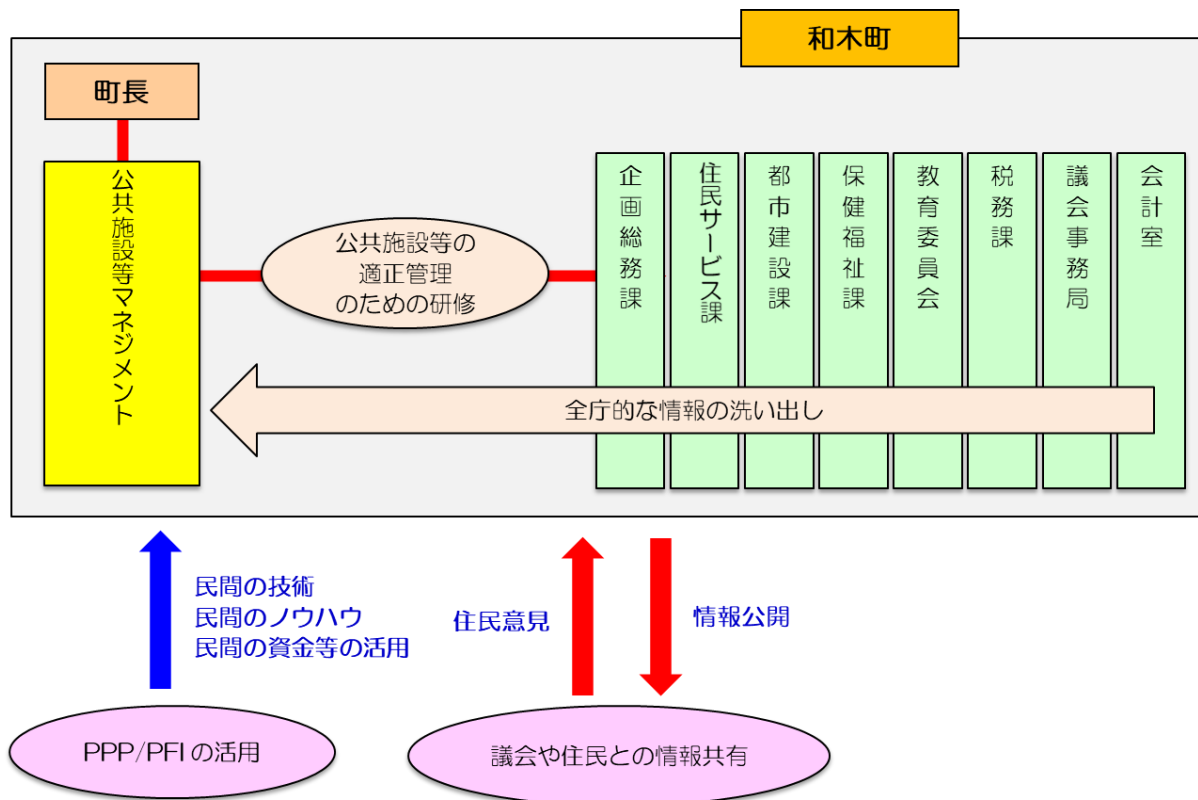 和木町
町長
公共施設等マネジメント
公共施設等の
適正管理
のための研修
企画総務課
住民サービス課
都市建設課
保健福祉課
教育委員会
税務課
議会事務局
会計室
全庁的な情報の洗い出し
民間の技術
民間のノウハウ
民間の資金等の活用
住民意見
情報公開
PPP/PFIの活用
議会や住民との情報共有